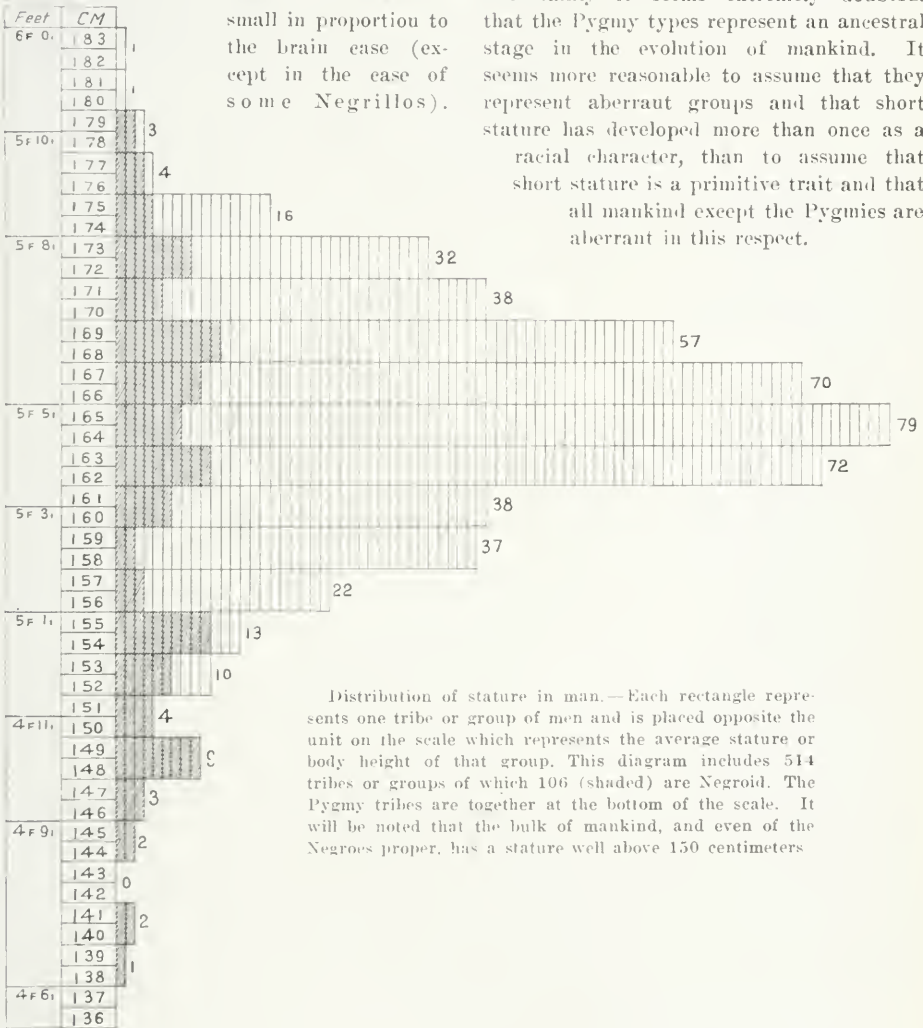 small in proportion to
the brain case (ex-
cept in the case of
some Negrillos).
that the Pygmy types represent an ancestral
stage in the evolution of mankind. It
seems more reasonable to assume that they
represent aberraut groups and that short
stature has developed more than once as a
racial character, than to assume that
short stature is a primitive trait and that
all mankind except the Pygmies are
aberrant in this respect.
Feet CM
6F 0, 183 1
182
181 1
180
179 3
5F 10, 178
177 4
176
175 16
174
5F 8, 173 32
172
171 38
170
169 57
168
167 70
166
5F 5, 165 79
164
163 72
162
161 38
5F 3, 160
159 37
158
157 22
156
5F 1, 155 13
154
153 10
152
151 4
4F 11, 150
149 9
148
147 3
146
4F 9, 145 2
144
143 0
142
141 2
140
139 1
138
4F 6, 137
136
Distribution of stature in man.—Each rectangle repre-
sents one tribe or group of men and is placed opposite the
unit on the scale which represents the average stature or
body height of that group. This diagram includes 514
tribes or groups of which 106 (shaded) are Negroid. The
Pygmy tribes are together at the bottom of the scale. It
will be noted that the bulk of mankind, and even of the
Negroes proper, has a stature well above 150 centimeters